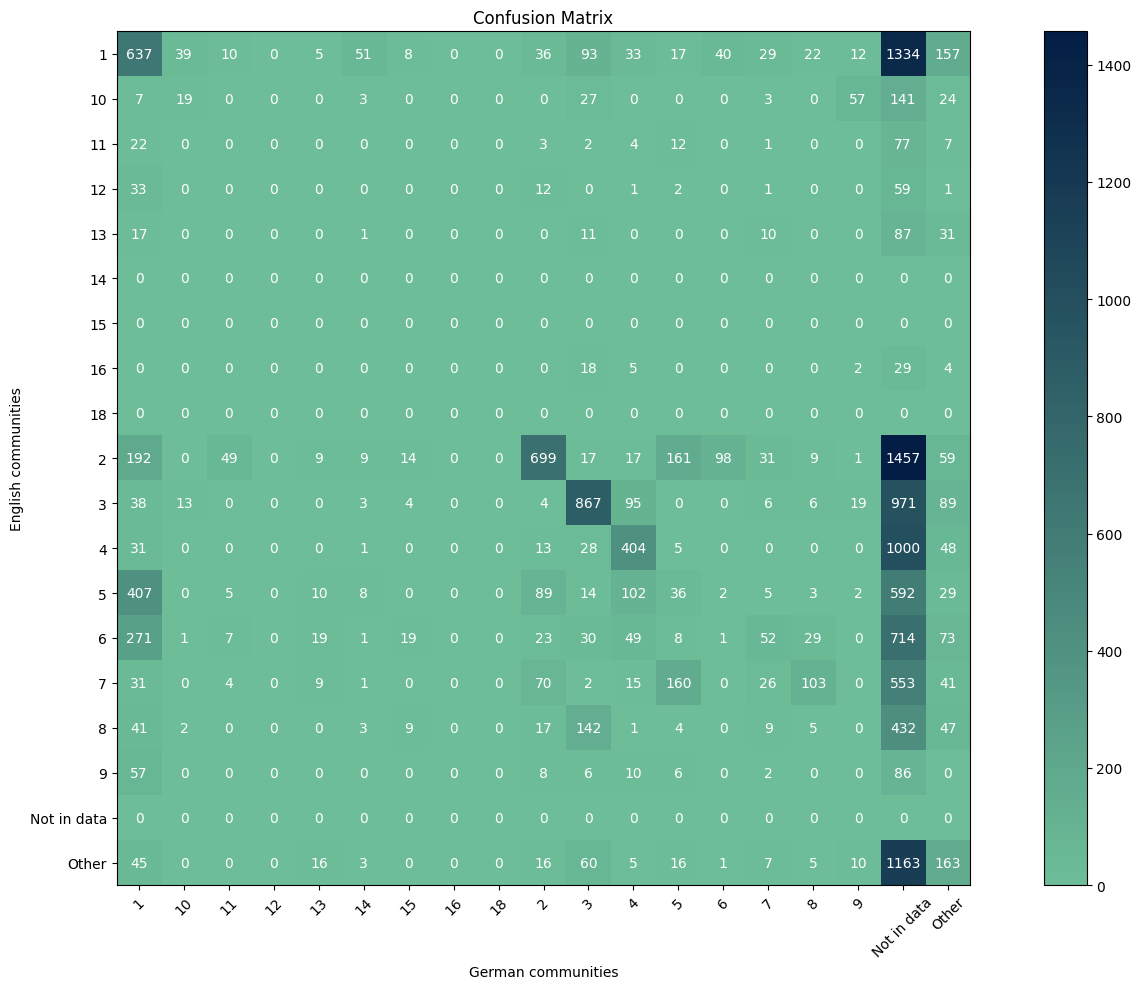 Confusion Matrix
1 637 39 10 0 5 51 8 0 0 36 93 33 17 40 29 22 12 1334 157
10 7 19 0 0 0 3 0 0 0 0 27 0 0 0 3 0 57 141 24
11 22 0 0 0 0 0 0 0 0 3 2 4 12 0 1 0 0 77 7
12 33 0 0 0 0 0 0 0 0 12 0 1 2 0 1 0 0 59 1
13 17 0 0 0 0 1 0 0 0 0 11 0 0 0 10 0 0 87 31
14 0 0 0 0 0 0 0 0 0 0 0 0 0 0 0 0 0 0 0
15 0 0 0 0 0 0 0 0 0 0 0 0 0 0 0 0 0 0 0
16 0 0 0 0 0 0 0 0 0 0 18 5 0 0 0 0 2 29 4
18 0 0 0 0 0 0 0 0 0 0 0 0 0 0 0 0 0 0 0
2 192 0 49 0 9 9 14 0 0 699 17 17 161 98 31 9 1 1457 59
3 38 13 0 0 0 3 4 0 0 4 867 95 0 0 6 6 19 971 89
4 31 0 0 0 0 1 0 0 0 13 28 404 5 0 0 0 0 1000 48
5 407 0 5 0 10 8 0 0 0 89 14 102 36 2 5 3 2 592 29
6 271 1 7 0 19 1 19 0 0 23 30 49 8 1 52 29 0 714 73
7 31 0 4 0 9 1 0 0 0 70 2 15 160 0 26 103 0 553 41
8 41 2 0 0 0 3 9 0 0 17 142 1 4 0 9 5 0 432 47
9 57 0 0 0 0 0 0 0 0 8 6 10 6 0 2 0 0 86 0
Not in data 0 0 0 0 0 0 0 0 0 0 0 0 0 0 0 0 0 0 0
Other 45 0 0 0 16 3 0 0 0 16 60 5 16 1 7 5 10 1163 163
1 10 11 12 13 14 15 16 18 2 3 4 5 6 7 8 9 Not in data Other
German communities
English communities
1400
1200
1000
800
600
400
200
0